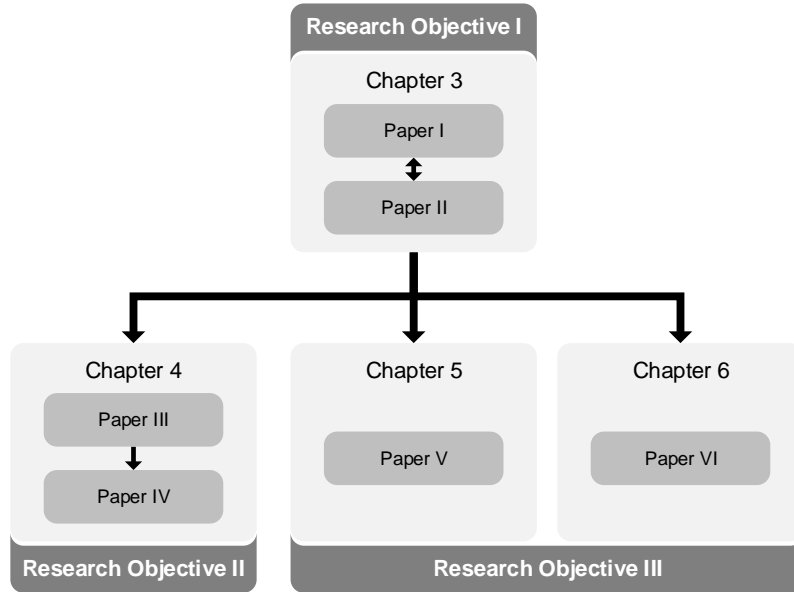 Research Objective I
Chapter 3
Paper I
Paper II
Chapter 4
Paper III
Paper IV
Research Objective II
Chapter 5
Paper V
Chapter 6
Paper VI
Research Objective III